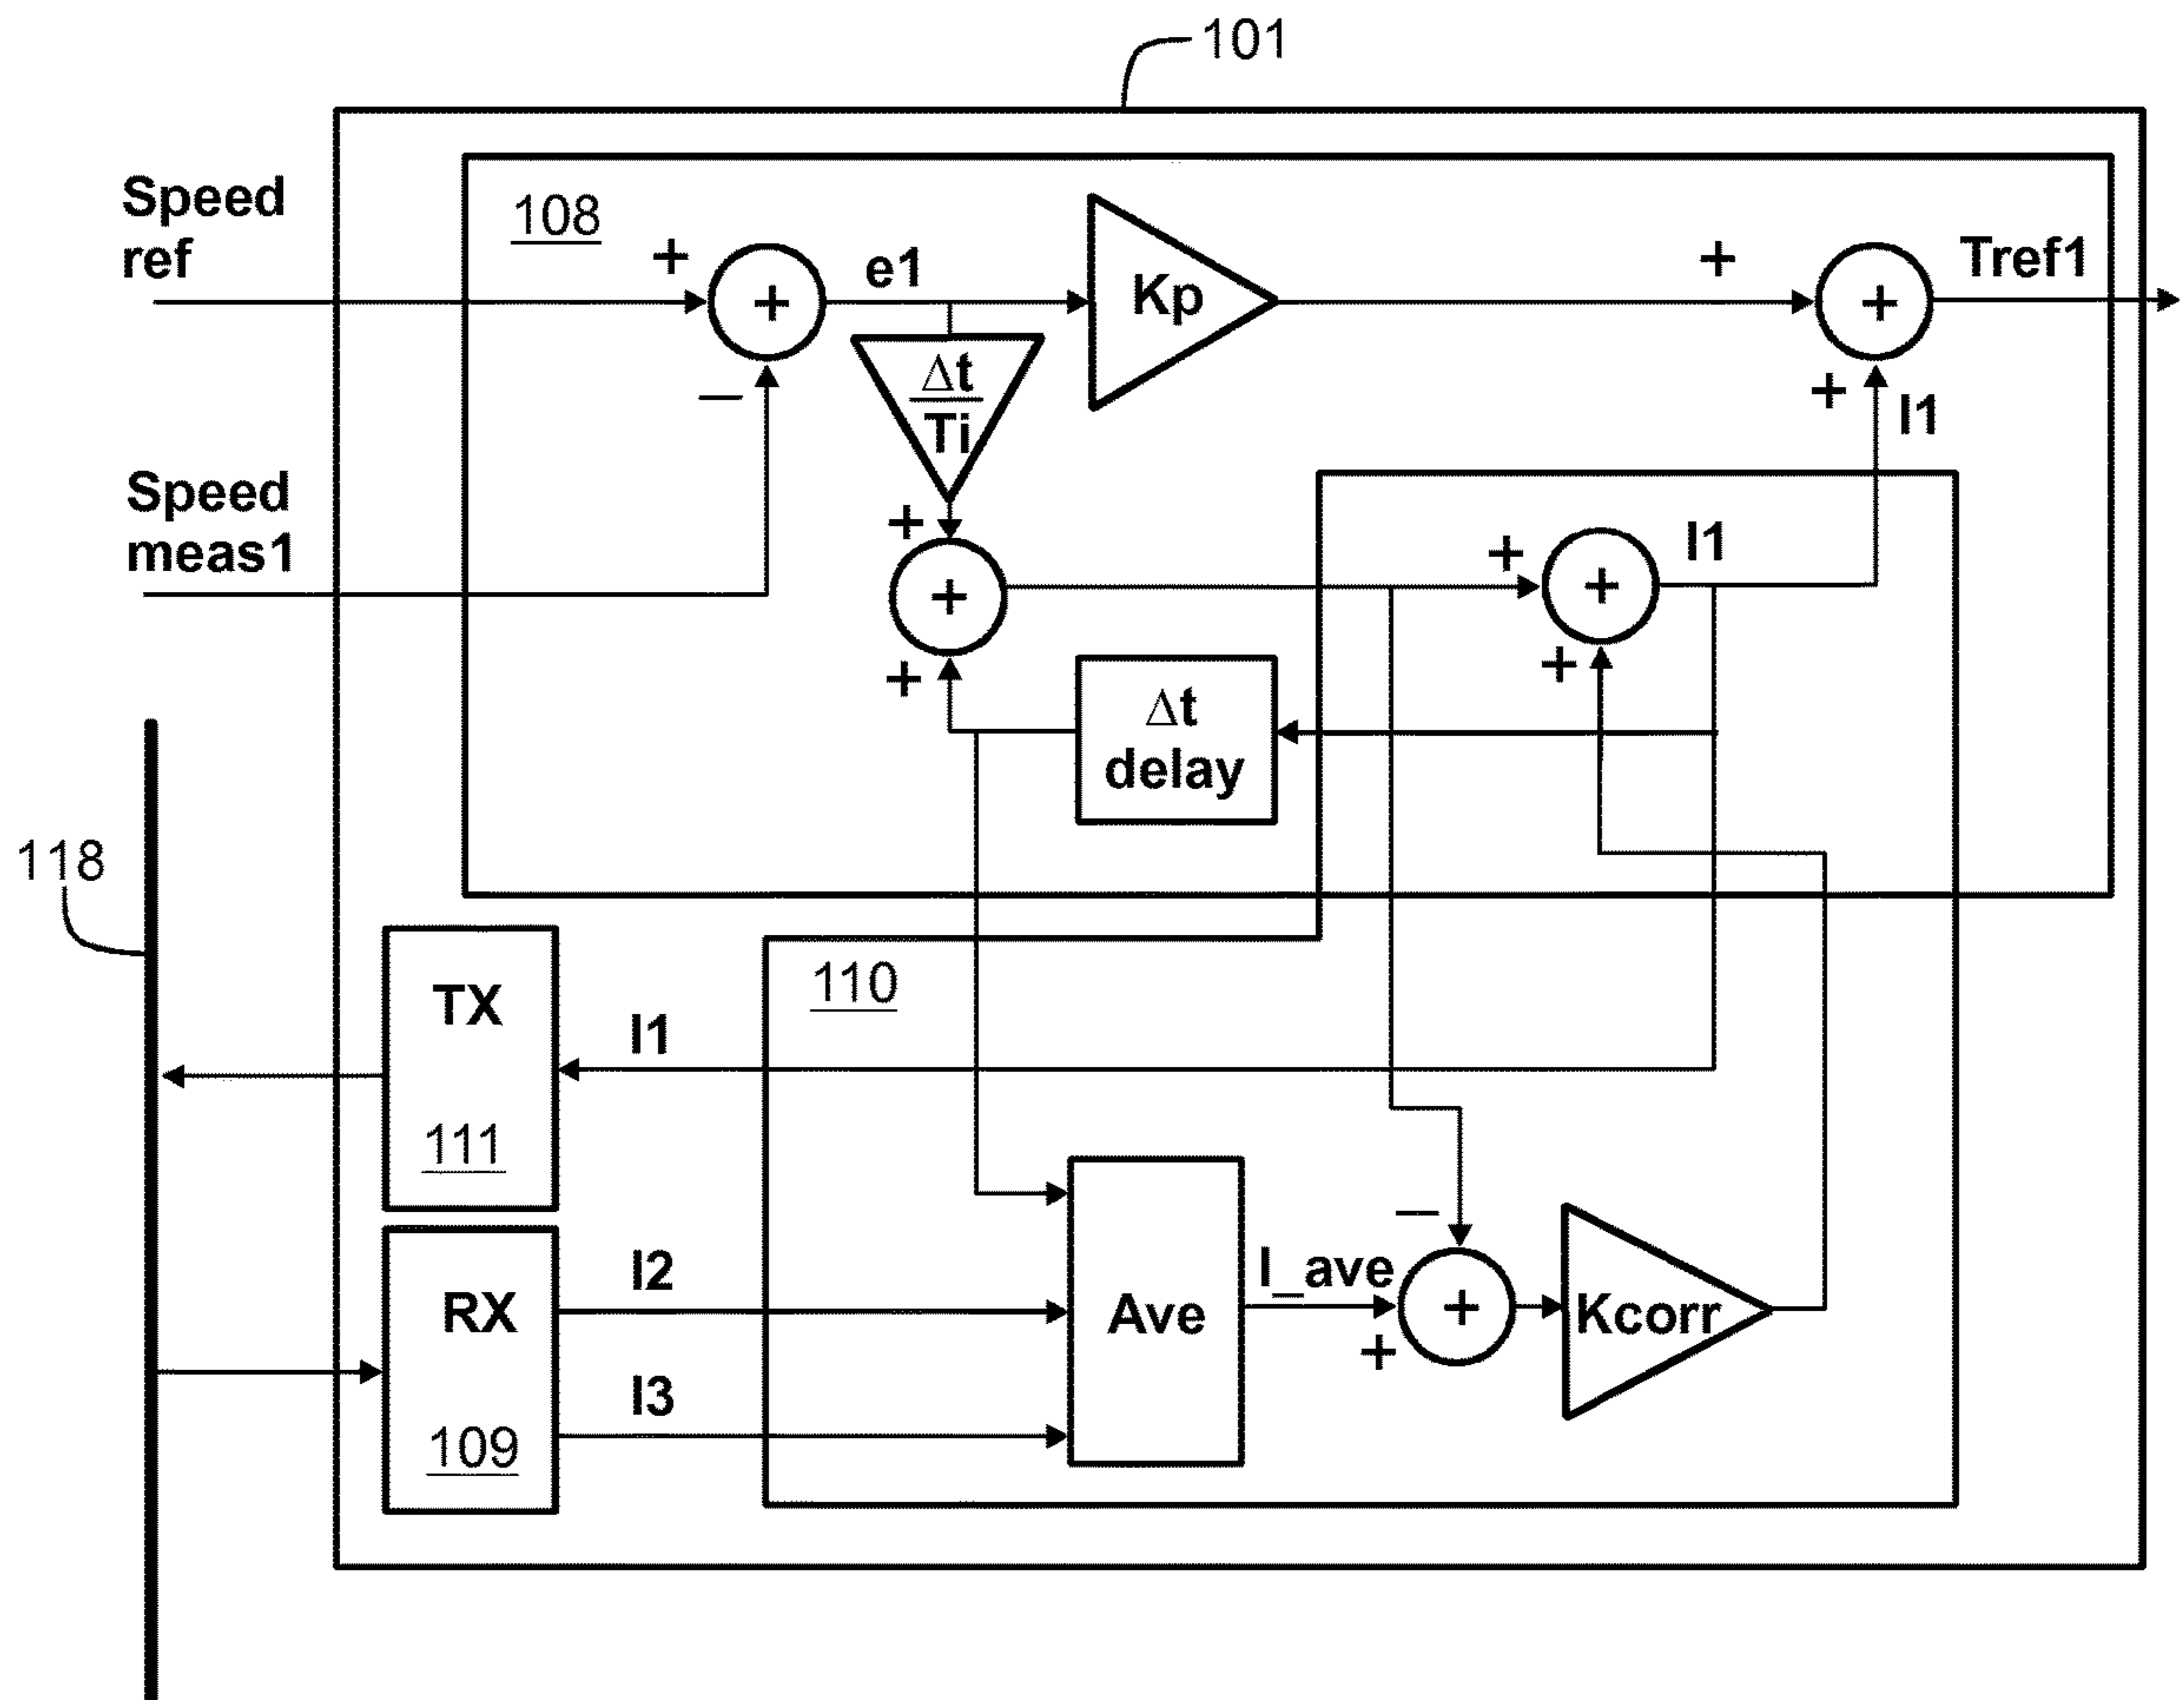 101
Speed
ref
108
+
+
e1
Kp
+
+
Tref1
−
Δt
Ti
+
I1
Speed
meas1
+
+
+
+
I1
+
+
Δt
delay
118
110
TX
I1
111
−
RX
I2
Ave
I_ave
+
Kcorr
+
I3
109